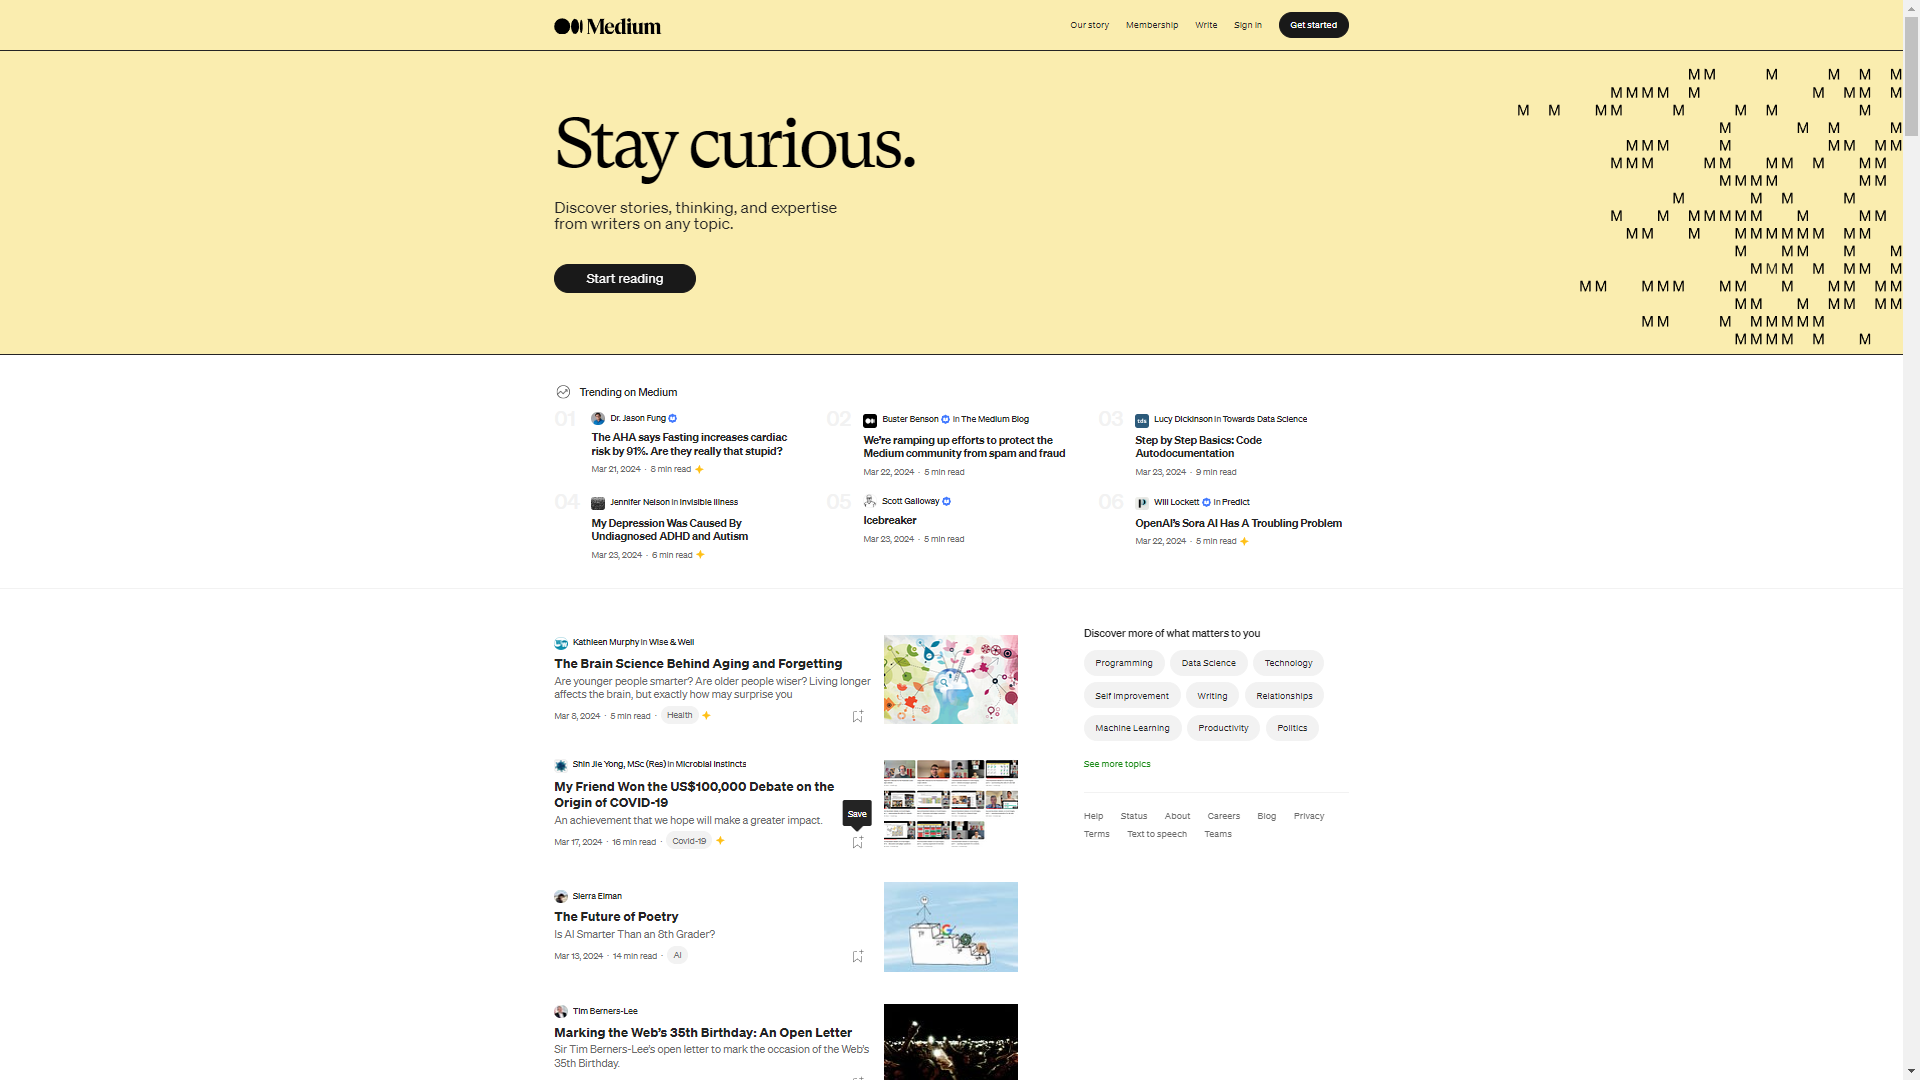 Medium
Our story
Membership
Write
Sign in
Get started
Stay curious.
Discover stories, thinking, and expertise
from writers on any topic.
Start reading
M M M M M M
M M M M M M M M M
M M M M M M M M
M M M M
M M M M M M M M
M M M M M M M M M M
M M M M M M
M M M M
M M M M M M M M M M
M M M M M M M M M M M
M M M M M
M M M M M M M
M M M M M M M M M M M M
M M M M M M M
M M M M M M M M
M M M M M M
Trending on Medium
01
Dr. Jason Fung
The AHA says Fasting increases cardiac
risk by 91%. Are they really that stupid?
Mar 21, 2024 · 8 min read
02
Buster Benson in The Medium Blog
We're ramping up efforts to protect the
Medium community from spam and fraud
Mar 22, 2024 · 5 min read
03
tds
Lucy Dickinson in Towards Data Science
Step by Step Basics: Code
Autodocumentation
Mar 23, 2024 · 9 min read
04
Jennifer Nelson in Invisible Illness
My Depression Was Caused By
Undiagnosed ADHD and Autism
Mar 23, 2024 · 6 min read
05
Scott Galloway
Icebreaker
Mar 23, 2024 · 5 min read
06
Will Lockett in Predict
OpenAI's Sora AI Has A Troubling Problem
Mar 22, 2024 · 5 min read
Kathleen Murphy in Wise & Well
The Brain Science Behind Aging and Forgetting
Are younger people smarter? Are older people wiser? Living longer
affects the brain, but exactly how may surprise you
Mar 8, 2024 · 5 min read · Health
Shin Jie Yong, MSc (Res) in Microbial Instincts
My Friend Won the US$100,000 Debate on the
Origin of COVID-19
An achievement that we hope will make a greater impact.
Mar 17, 2024 · 16 min read · Covid-19
Save
Sierra Elman
The Future of Poetry
Is AI Smarter Than an 8th Grader?
Mar 13, 2024 · 14 min read · AI
Tim Berners-Lee
Marking the Web's 35th Birthday: An Open Letter
Sir Tim Berners-Lee's open letter to mark the occasion of the Web's
35th Birthday.
Discover more of what matters to you
Programming
Data Science
Technology
Self Improvement
Writing
Relationships
Machine Learning
Productivity
Politics
See more topics
Help
Status
About
Careers
Blog
Privacy
Terms
Text to speech
Teams